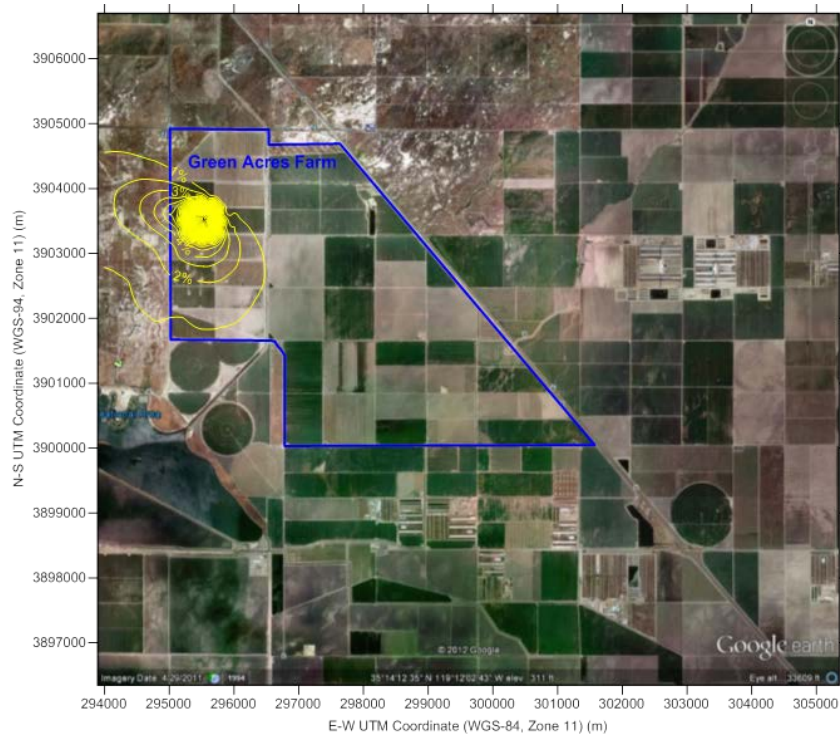 3906000
3905000
Green Acres Farm
3904000
3%
3903000
2%
3902000
3901000
3900000
3899000
3898000
3897000
N-S UTM Coordinate (WGS-94, Zone 11) (m)
© 2012 Google
Google earth
Imagery Date 4/29/2011
1994
35°14'12.35" N 119°12'02.43" W elev 311 ft
Eye alt 33609 ft
294000 295000 296000 297000 298000 299000 300000 301000 302000 303000 304000 305000
E-W UTM Coordinate (WGS-84, Zone 11) (m)